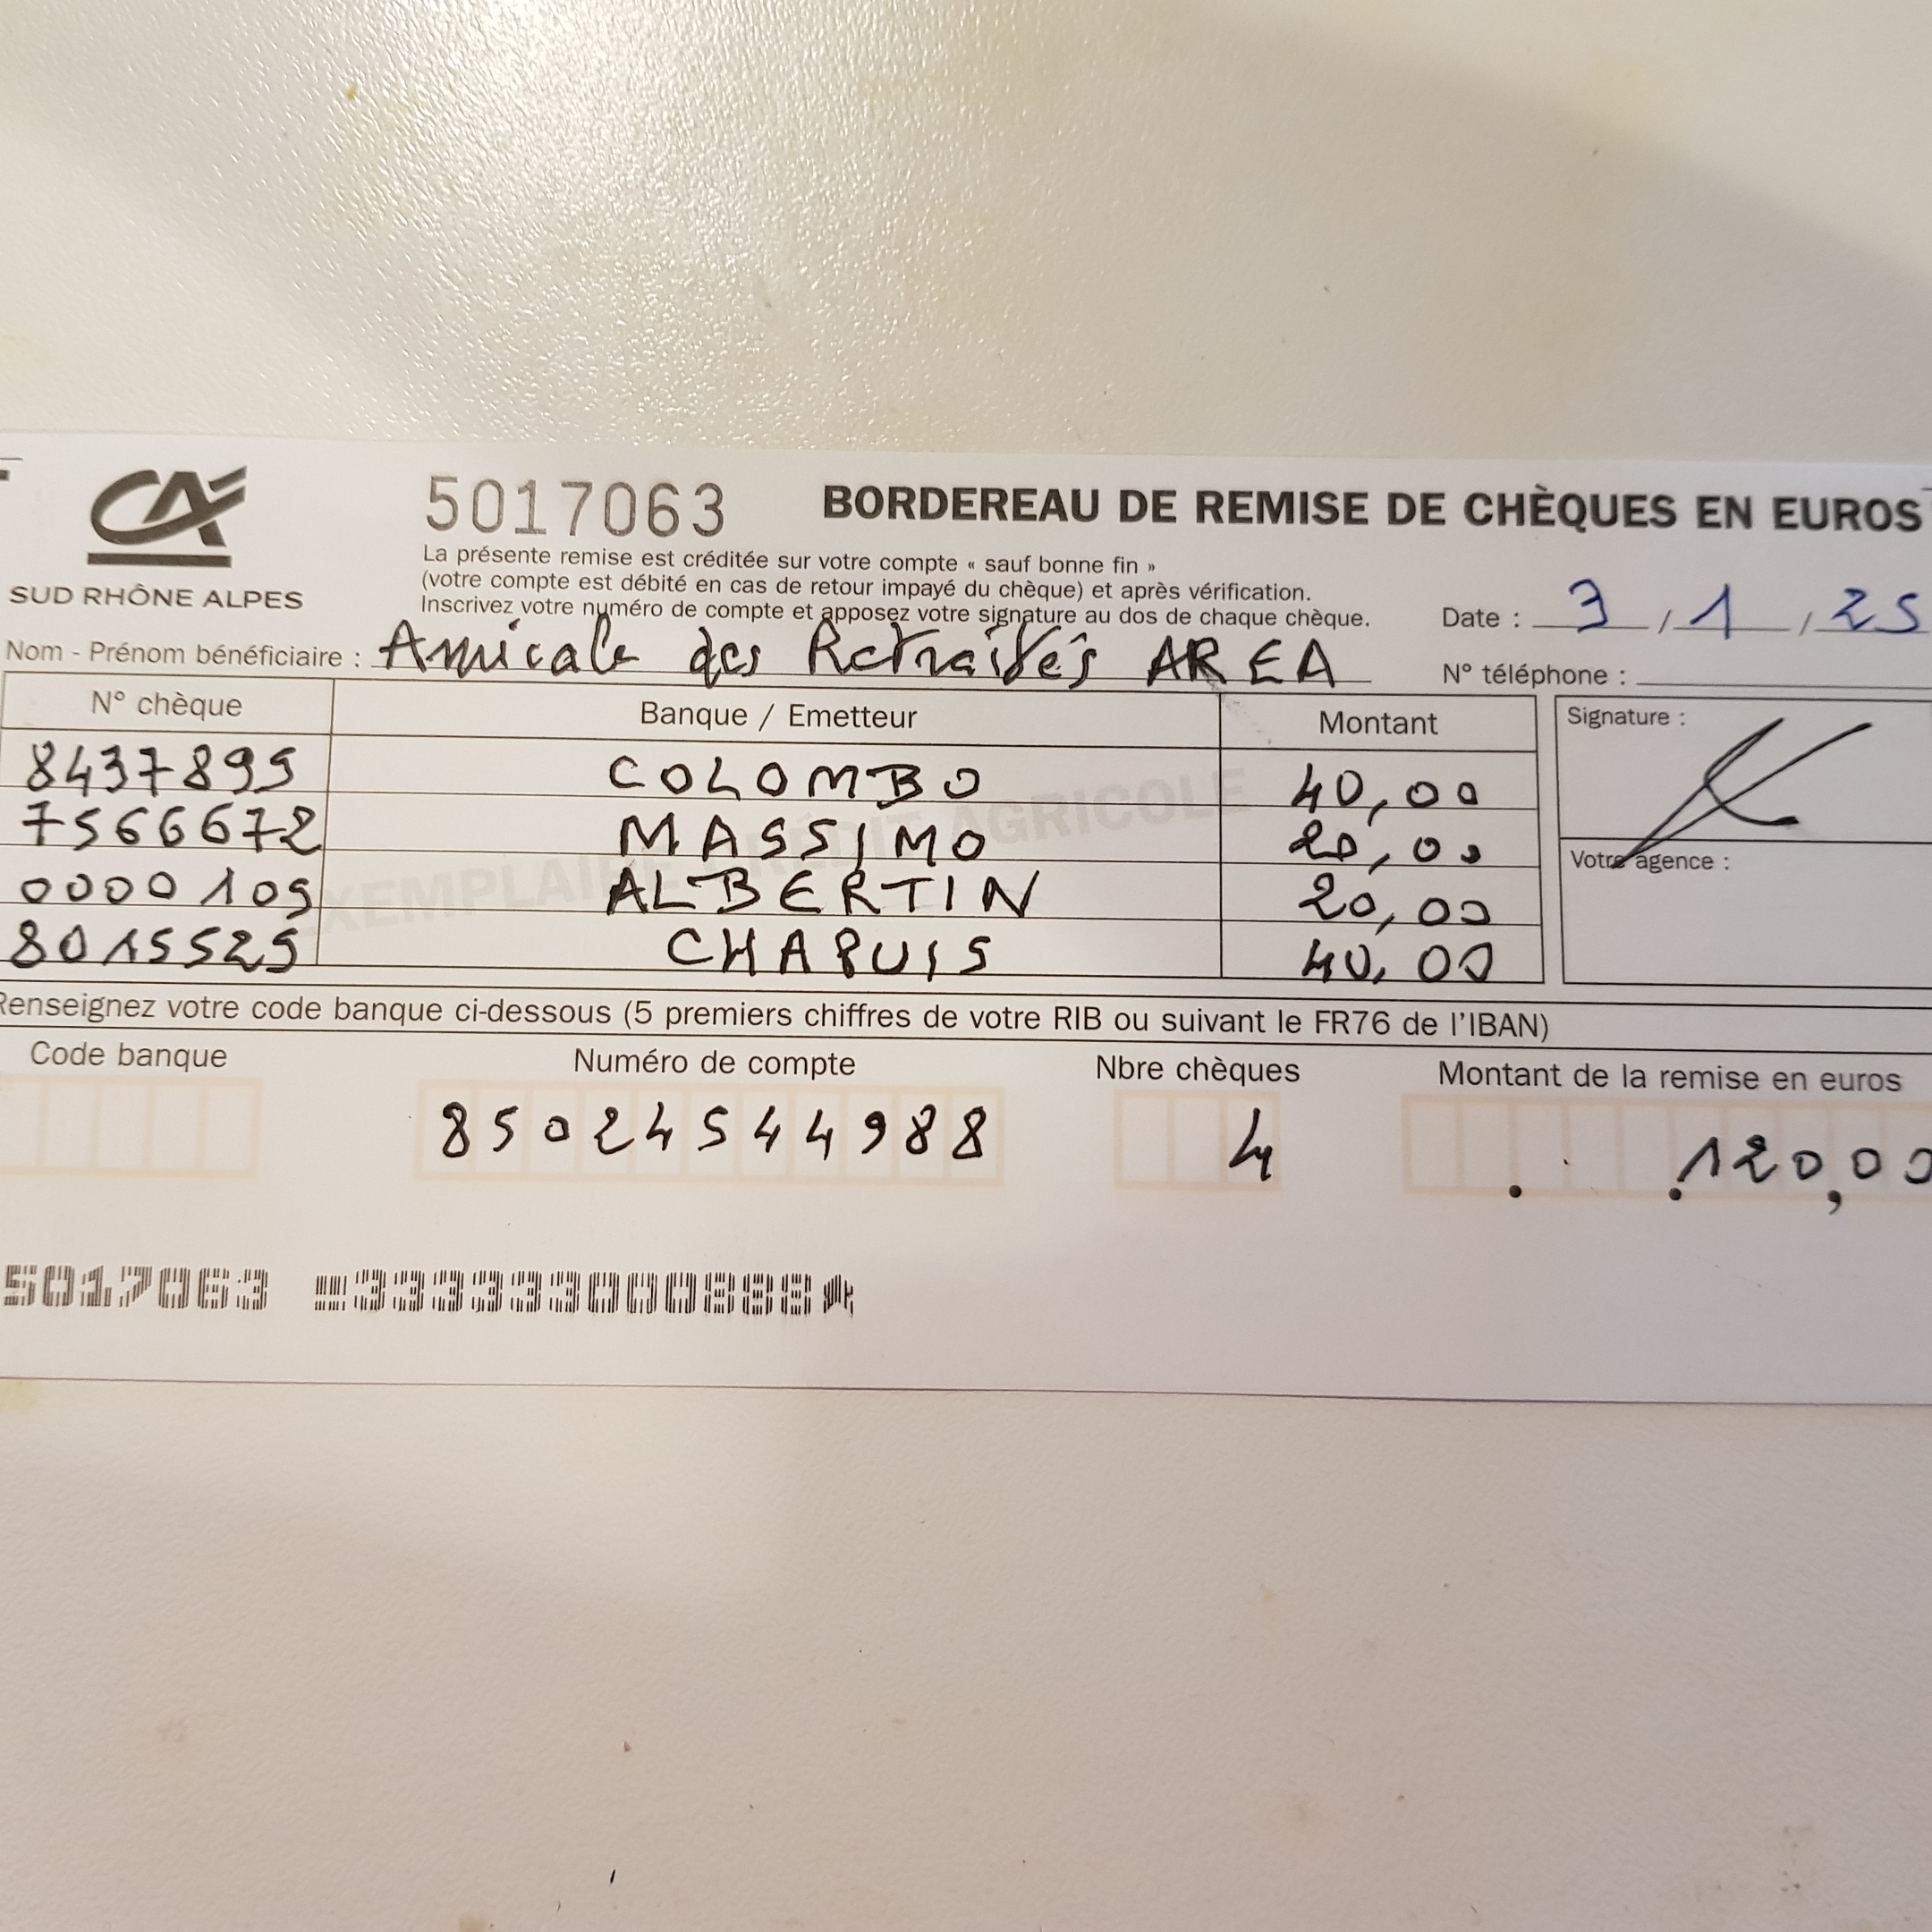 CA
5017063 BORDEREAU DE REMISE DE CHÈQUES EN EUROS
La présente remise est créditée sur votre compte « sauf bonne fin »
(votre compte est débité en cas de retour impayé du chèque) et après vérification.
Inscrivez votre numéro de compte et apposez votre signature au dos de chaque chèque.
SUD RHÔNE ALPES
Date : 3 / 1 / 25
Nom - Prénom bénéficiaire : Amicale des Retraités AREA
N° téléphone :
N° chèque Banque / Emetteur Montant Signature :
8437895 COLOMBO 40,00
7566672 MASSIMO 20,00
Votre agence :
0000109 ALBERTIN 20,00
8015525 CHAPUIS 40,00
EXEMPLAIRE CRÉDIT AGRICOLE
Renseignez votre code banque ci-dessous (5 premiers chiffres de votre RIB ou suivant le FR76 de l'IBAN)
Code banque Numéro de compte Nbre chèques Montant de la remise en euros
85024544988 4 120,00
5017063 333333000888